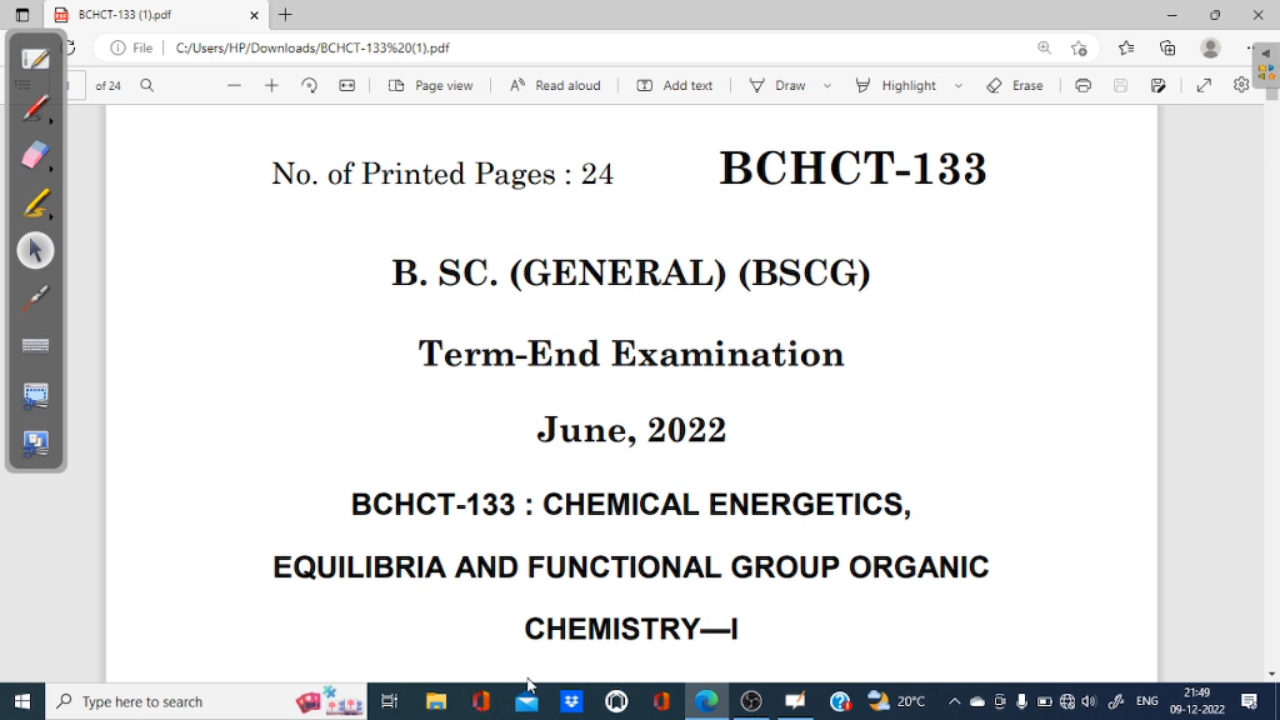 BCHCT-133 (1).pdf
File
C:/Users/HP/Downloads/BCHCT-133%20(1).pdf
of 24
Page view
Read aloud
Add text
Draw
Highlight
Erase
No. of Printed Pages : 24
BCHCT-133
B. SC. (GENERAL) (BSCG)
Term-End Examination
June, 2022
BCHCT-133 : CHEMICAL ENERGETICS,
EQUILIBRIA AND FUNCTIONAL GROUP ORGANIC
CHEMISTRY—I
Type here to search
20°C
ENG
21:49
09-12-2022